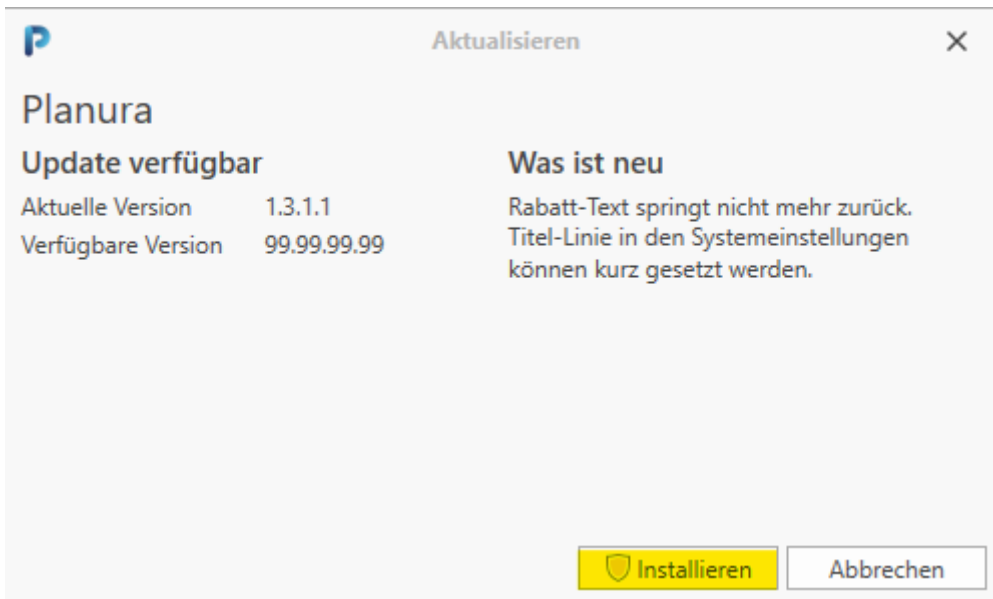 Aktualisieren
Planura
Update verfügbar
Aktuelle Version 1.3.1.1
Verfügbare Version 99.99.99.99
Was ist neu
Rabatt-Text springt nicht mehr zurück.
Titel-Linie in den Systemeinstellungen
können kurz gesetzt werden.
Installieren
Abbrechen